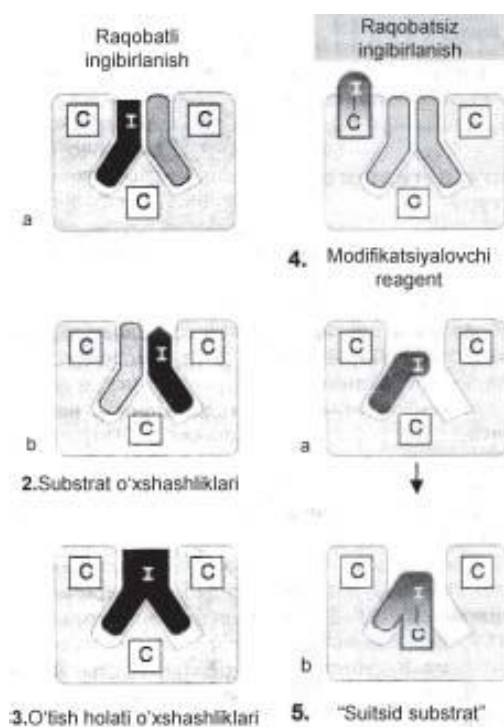 Raqobatli
ingibirlanish
C I C
C
a
C I C
C
b
2.Substrat o'xshashliklari
C I C
C
3.O'tish holati o'xshashliklari
Raqobatsiz
ingibirlanish
I
C C
C
4. Modifikatsiyalovchi
reagent
C I C
C
a
C I C
C
b
5. "Suitsid substrat"